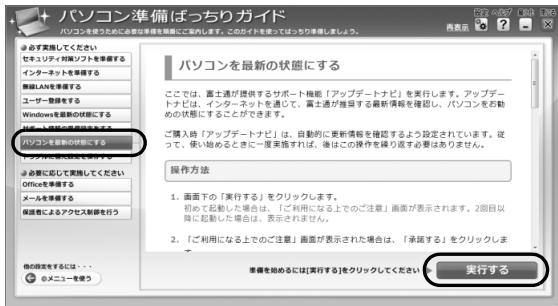 パソコン準備ばっちりガイド
パソコンを使うために必要な準備を順番にご案内します。このガイドを使ってばっちり準備しましょう。
再表示
設定 ヘルプ 最小化 閉じる
必ず実施してください
セキュリティ対策ソフトを準備する
インターネットを準備する
無線LANを準備する
ユーザー登録をする
Windowsを最新の状態にする
パソコンを最新の状態にする
必要に応じて実施してください
Officeを準備する
メールを準備する
保護者によるアクセス制御を行う
他の設定をするには・・・
@メニューを使う
パソコンを最新の状態にする
ここでは、富士通が提供するサポート機能「アップデートナビ」を実行します。アップデー
トナビは、インターネットを通じて、富士通が推奨する最新情報を確認し、パソコンをお勧
めの状態にすることができます。
ご購入時「アップデートナビ」は、自動的に更新情報を確認するよう設定されています。従
って、使い始めるときに一度実施すれば、後はこの操作を繰り返す必要はありません。
操作方法
1. 画面下の「実行する」をクリックします。
初めて起動した場合は、「ご利用になる上でのご注意」画面が表示されます。2回目以
降に起動した場合は、表示されません。
2. 「ご利用になる上でのご注意」画面が表示された場合は、「承諾する」をクリックしま
準備を始めるには[実行する]をクリックしてください
実行する